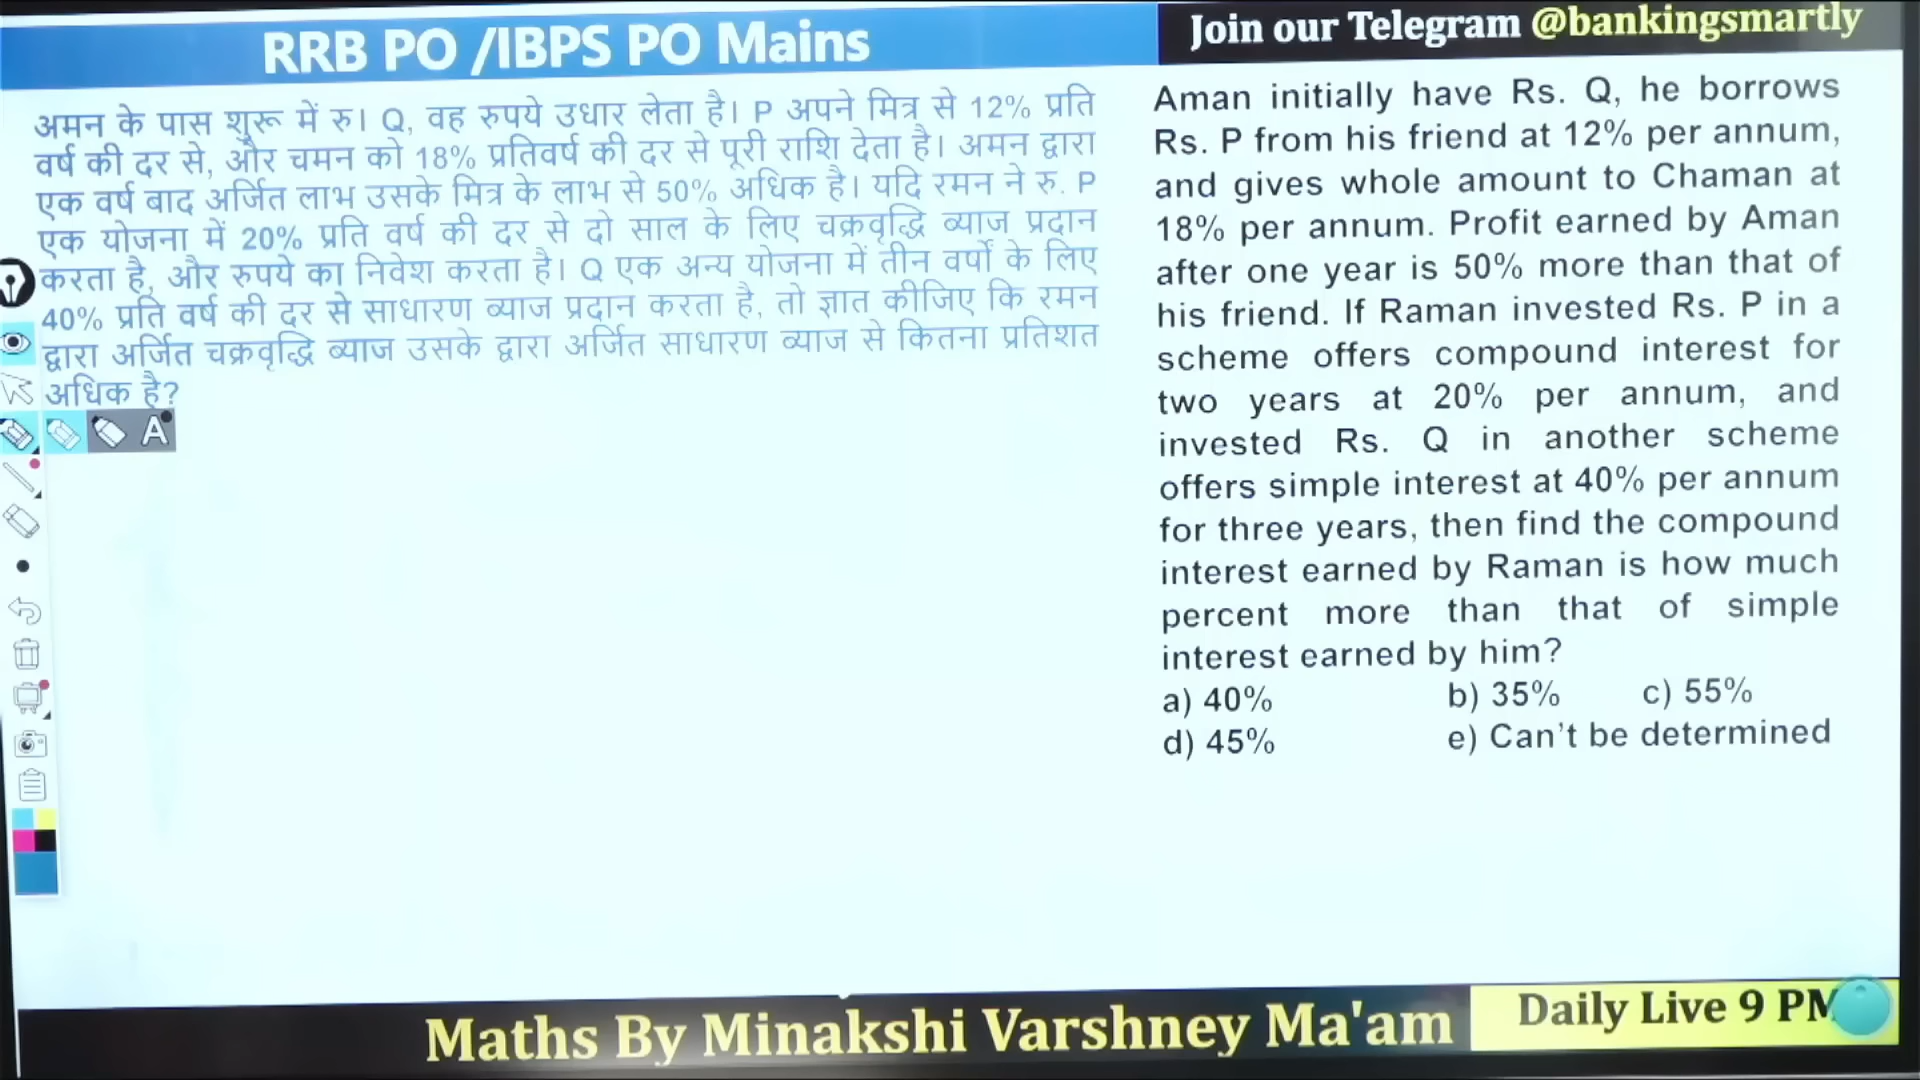 RRB PO /IBPS PO Mains
Join our Telegram @bankingsmartly
अमन के पास शुरू में रु। Q, वह रुपये उधार लेता है। P अपने मित्र से 12% प्रति
वर्ष की दर से, और चमन को 18% प्रतिवर्ष की दर से पूरी राशि देता है। अमन द्वारा
एक वर्ष बाद अर्जित लाभ उसके मित्र के लाभ से 50% अधिक है। यदि रमन ने रु. P
एक योजना में 20% प्रति वर्ष की दर से दो साल के लिए चक्रवृद्धि ब्याज प्रदान
करता है, और रुपये का निवेश करता है। Q एक अन्य योजना में तीन वर्षों के लिए
40% प्रति वर्ष की दर से साधारण ब्याज प्रदान करता है, तो ज्ञात कीजिए कि रमन
द्वारा अर्जित चक्रवृद्धि ब्याज उसके द्वारा अर्जित साधारण ब्याज से कितना प्रतिशत
अधिक है?
A
Aman initially have Rs. Q, he borrows
Rs. P from his friend at 12% per annum,
and gives whole amount to Chaman at
18% per annum. Profit earned by Aman
after one year is 50% more than that of
his friend. If Raman invested Rs. P in a
scheme offers compound interest for
two years at 20% per annum, and
invested Rs. Q in another scheme
offers simple interest at 40% per annum
for three years, then find the compound
interest earned by Raman is how much
percent more than that of simple
interest earned by him?
a) 40% b) 35% c) 55%
d) 45% e) Can't be determined
Maths By Minakshi Varshney Ma'am
Daily Live 9 PM